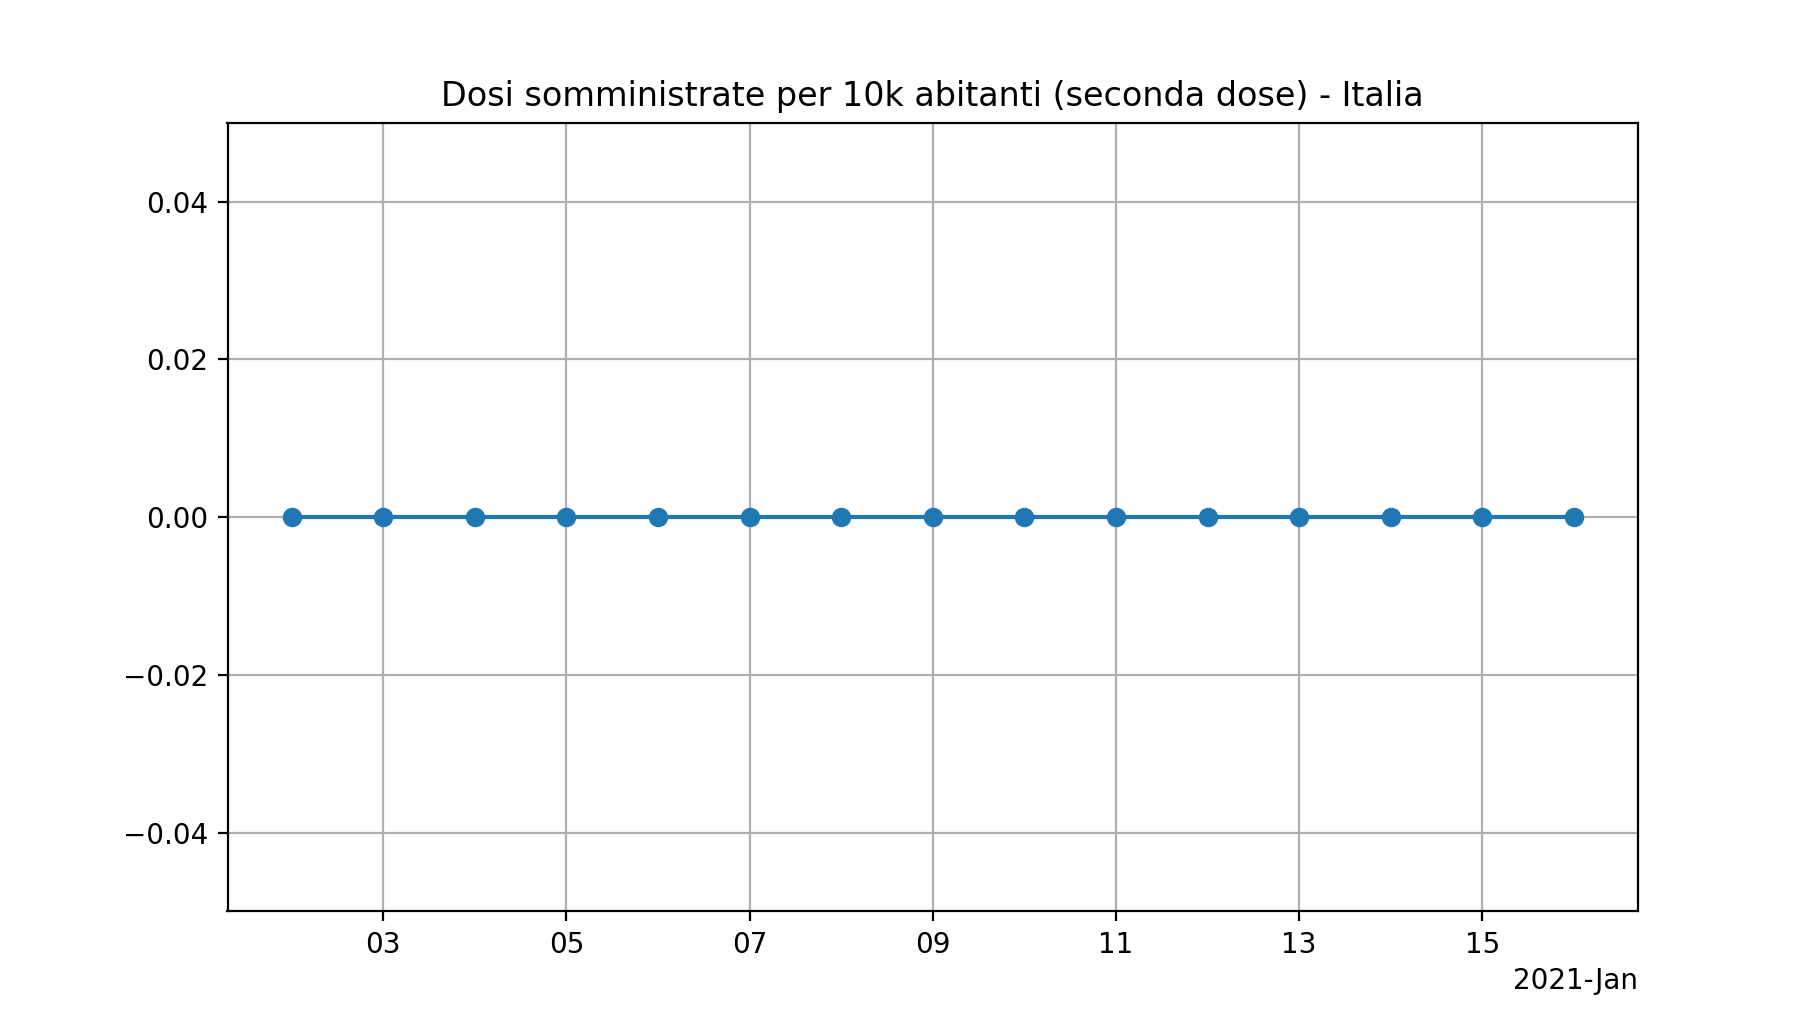 Dosi somministrate per 10k abitanti (seconda dose) - Italia
0.04
0.02
0.00
−0.02
−0.04
03 05 07 09 11 13 15
2021-Jan